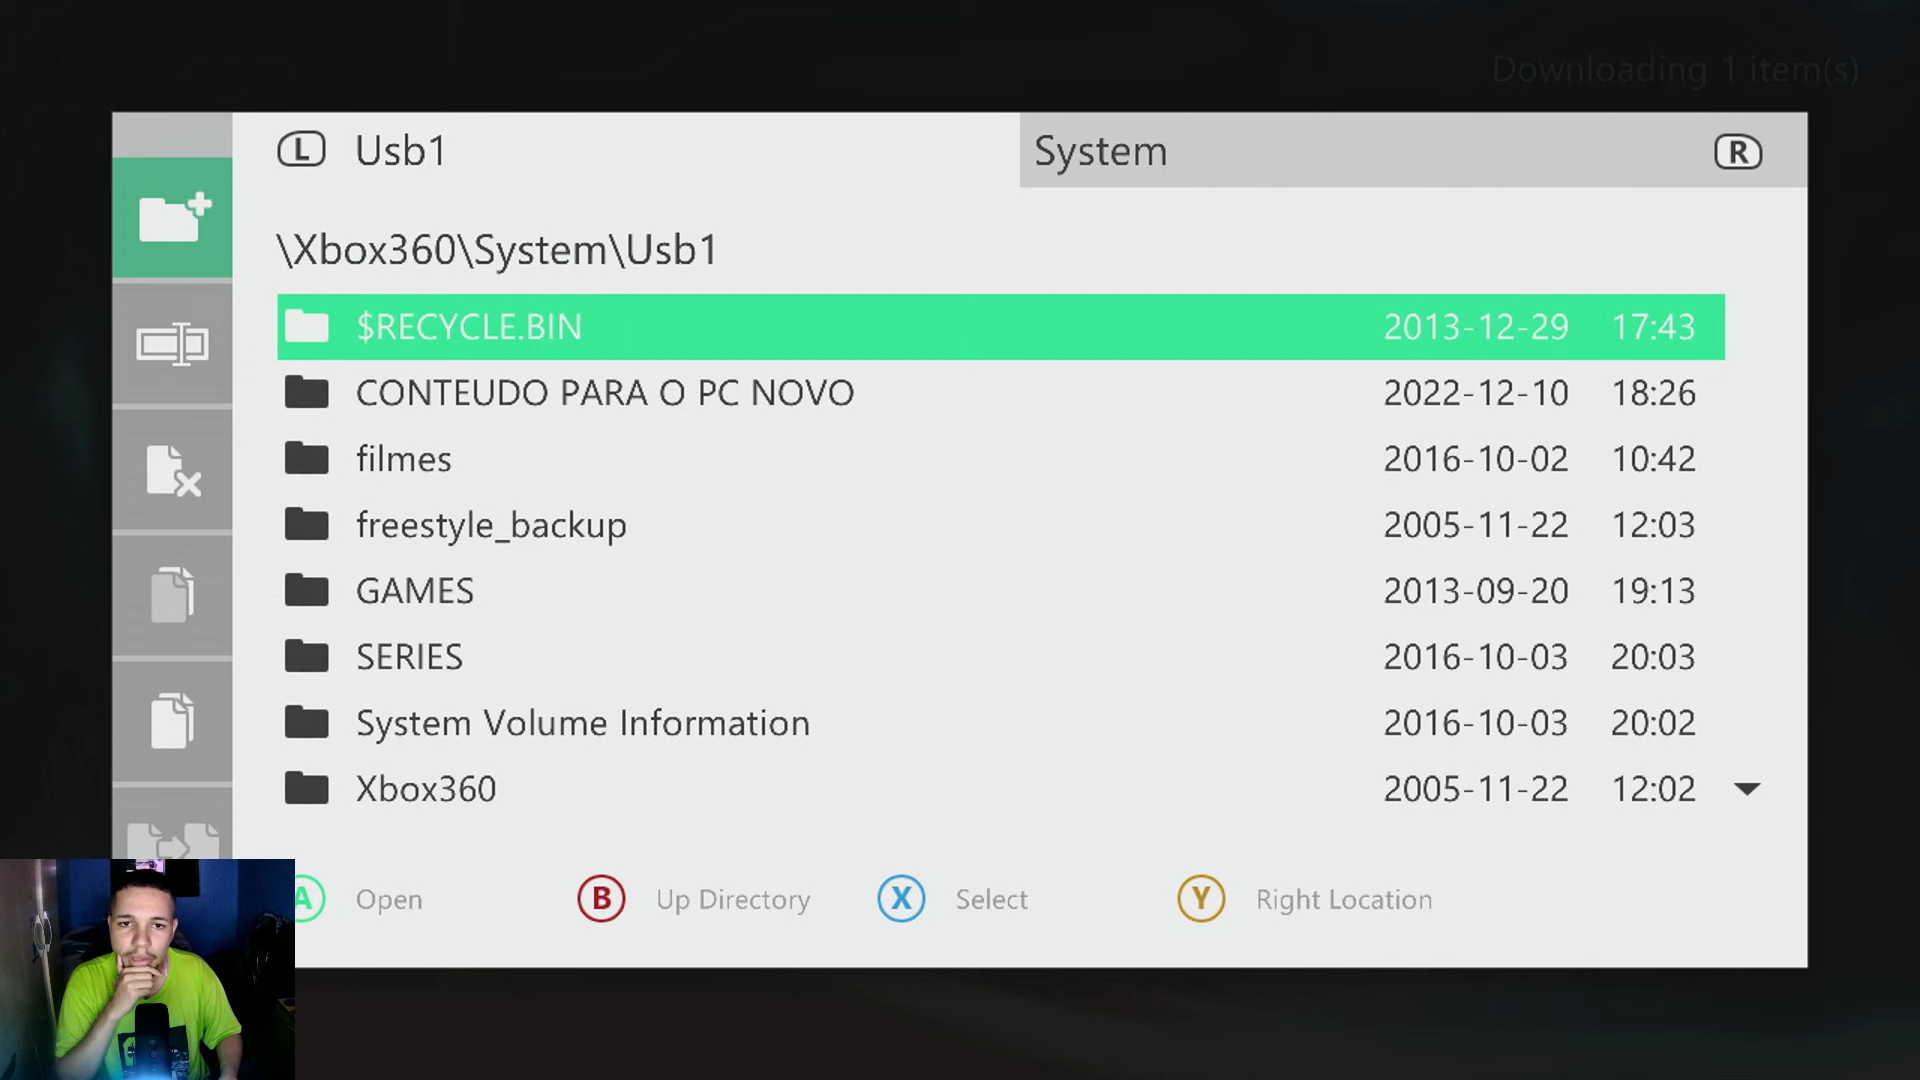 Downloading 1 item(s)
L Usb1
System R
\Xbox360\System\Usb1
$RECYCLE.BIN 2013-12-29 17:43
CONTEUDO PARA O PC NOVO 2022-12-10 18:26
filmes 2016-10-02 10:42
freestyle_backup 2005-11-22 12:03
GAMES 2013-09-20 19:13
SERIES 2016-10-03 20:03
System Volume Information 2016-10-03 20:02
Xbox360 2005-11-22 12:02
A Open B Up Directory X Select Y Right Location